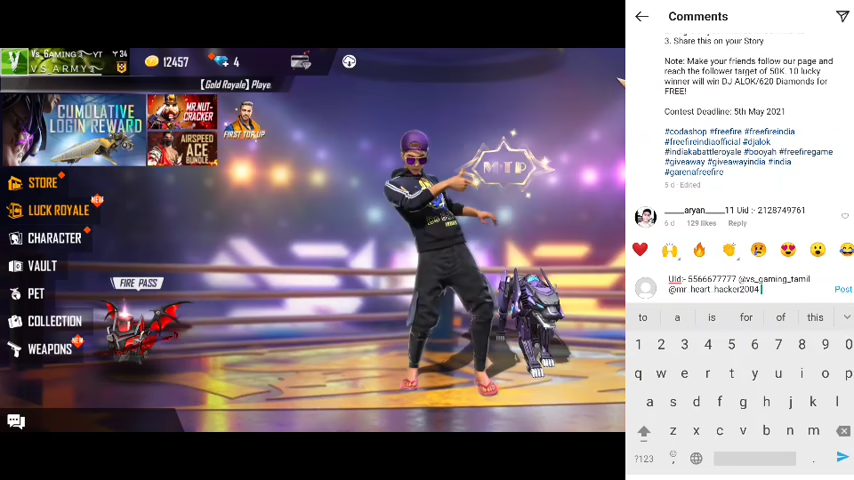 Vs_GAMING┐─YT
34
VS ARMY┐
12457
4
[Gold Royale] Playe
CUMULATIVE
LOGIN REWARD
MR.NUT-
CRACKER
AIRSPEED
ACE
BUNDLE
FIRST TOP UP
STORE
LUCK ROYALE
NEW
CHARACTER
VAULT
PET
COLLECTION
WEAPONS
NEW
FIRE PASS
MTP
Comments
3. Share this on your Story
Note: Make your friends follow our page and
reach the follower target of 50K. 10 lucky
winner will win DJ ALOK/620 Diamonds for
FREE!
Contest Deadline: 5th May 2021
#codashop #freefire #freefireindia
#freefireindiaofficial #djalok
#indiakabattleroyale #booyah #freefiregame
#giveaway #giveawayindia #india
#garenafreefire
5 d · Edited
____aryan____11 Uid :- 2128749761
6 d 129 likes Reply
Uid:- 5566677777 @vs_gaming_tamil
@mr_heart_hacker2004
Post
to a is for of this
1 2 3 4 5 6 7 8 9 0
q w e r t y u i o p
a s d f g h j k l
z x c v b n m
?123 , .